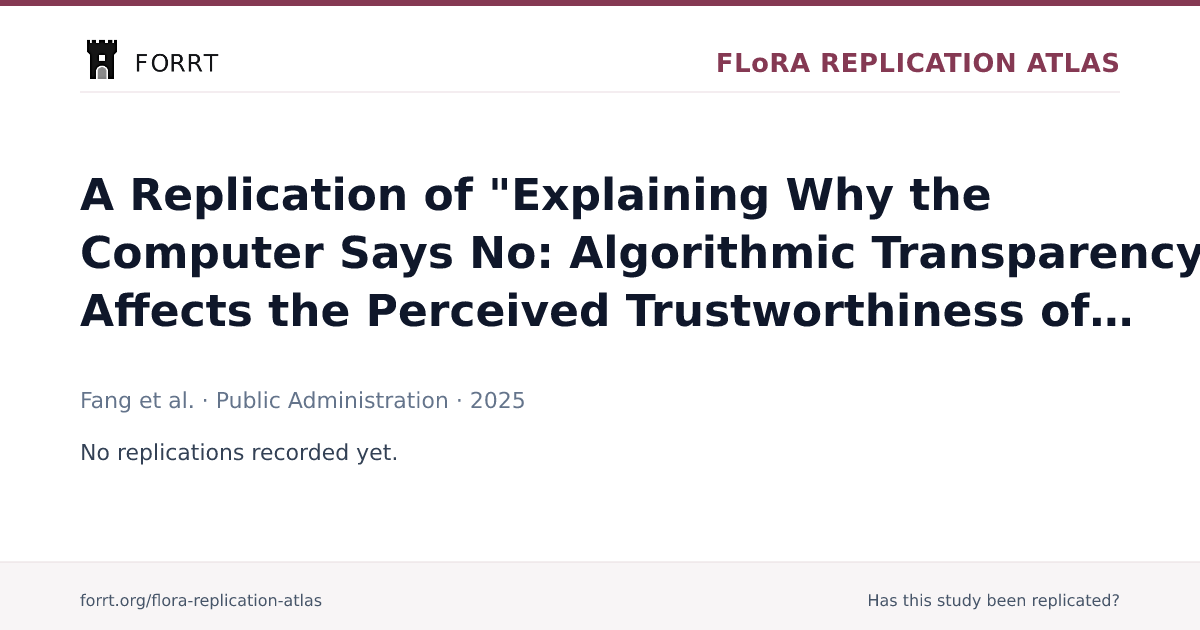 FORRT
FLoRA REPLICATION ATLAS
A Replication of "Explaining Why the
Computer Says No: Algorithmic Transparency
Affects the Perceived Trustworthiness of…
Fang et al. · Public Administration · 2025
No replications recorded yet.
forrt.org/flora-replication-atlas
Has this study been replicated?